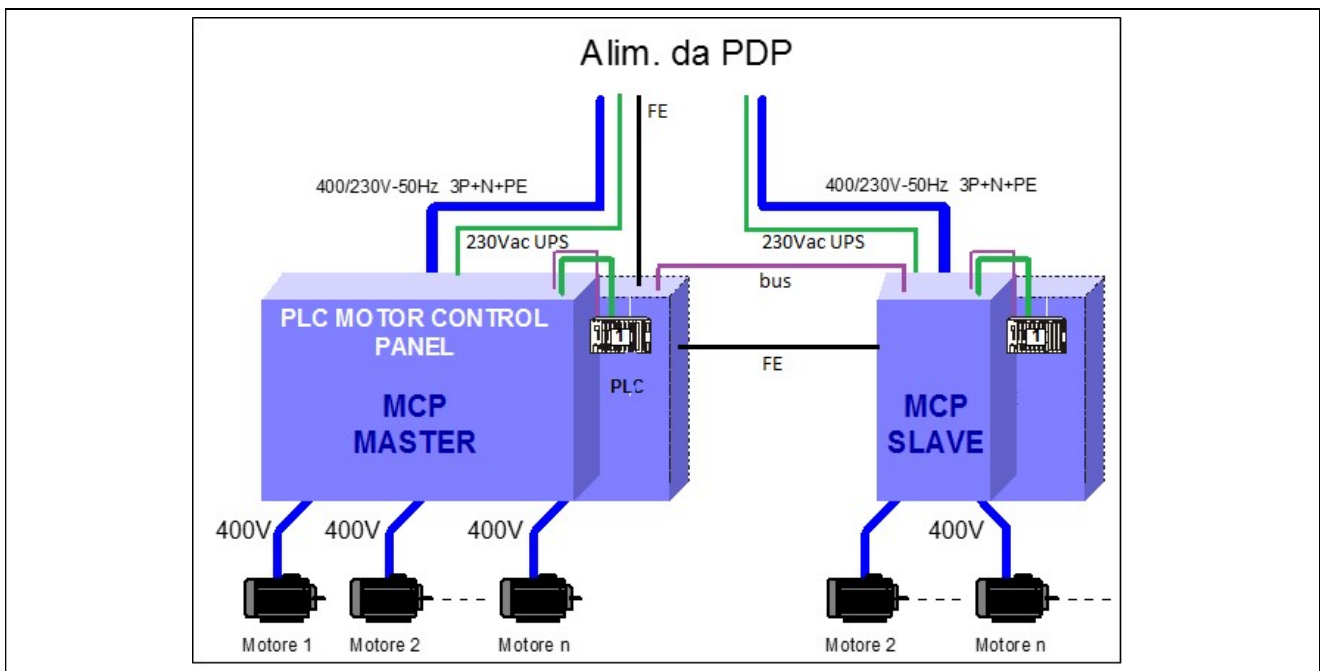 Alim. da PDP
FE
400/230V-50Hz 3P+N+PE
400/230V-50Hz 3P+N+PE
230Vac UPS
230Vac UPS
bus
PLC MOTOR CONTROL
PANEL
1
1
PLC
FE
MCP
MASTER
MCP
SLAVE
400V
400V
400V
400V
Motore 1
Motore 2
Motore n
Motore 2
Motore n